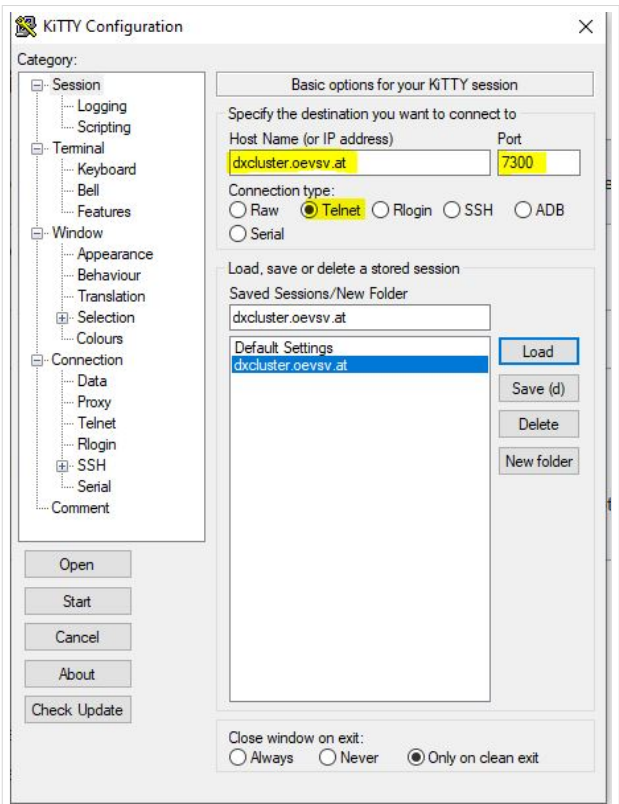 KiTTY Configuration
Category:
Session
Logging
Scripting
Terminal
Keyboard
Bell
Features
Window
Appearance
Behaviour
Translation
Selection
Colours
Connection
Data
Proxy
Telnet
Rlogin
SSH
Serial
Comment
Open
Start
Cancel
About
Check Update
Basic options for your KiTTY session
Specify the destination you want to connect to
Host Name (or IP address) Port
dxcluster.oevsv.at 7300
Connection type:
Raw Telnet Rlogin SSH ADB
Serial
Load, save or delete a stored session
Saved Sessions/New Folder
dxcluster.oevsv.at
Default Settings
dxcluster.oevsv.at
Load
Save (d)
Delete
New folder
Close window on exit:
Always Never Only on clean exit